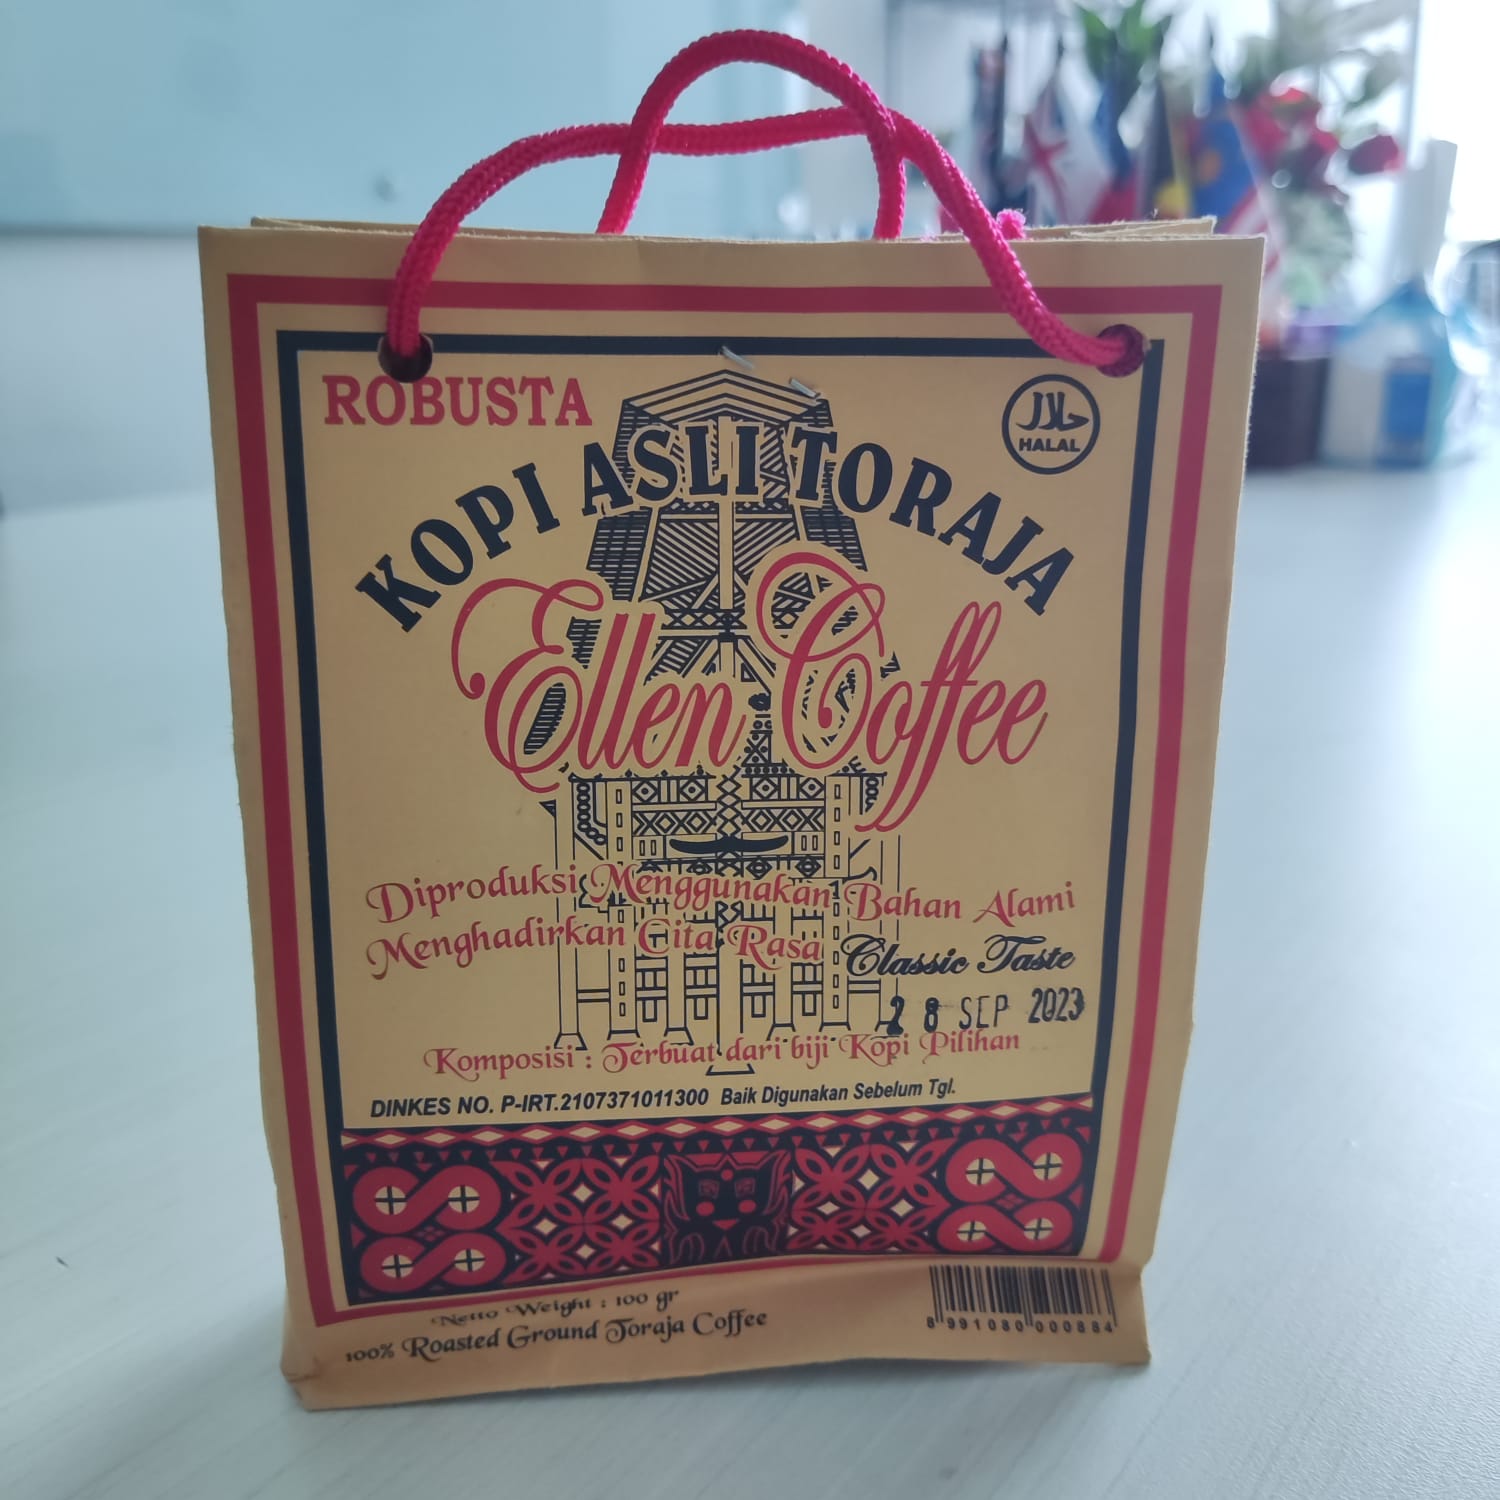 ROBUSTA
حلال
HALAL
KOPI ASLI TORAJA
Ellen Coffee
Diproduksi Menggunakan Bahan Alami
Menghadirkan Cita Rasa Classic Taste
28 SEP 2023
Komposisi : Terbuat dari biji Kopi Pilihan
DINKES NO. P-IRT.2107371011300 Baik Digunakan Sebelum Tgl.
Netto Weight : 100 gr
100% Roasted Ground Toraja Coffee
8 991080 000884